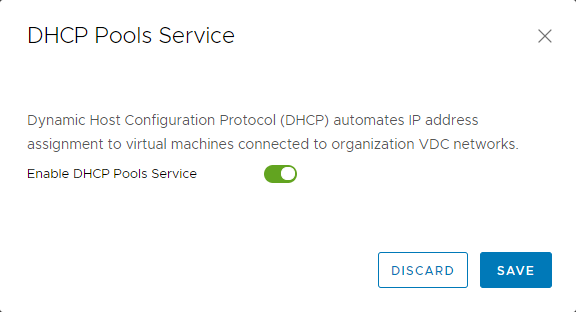 DHCP Pools Service
Dynamic Host Configuration Protocol (DHCP) automates IP address
assignment to virtual machines connected to organization VDC networks.
Enable DHCP Pools Service
DISCARD
SAVE